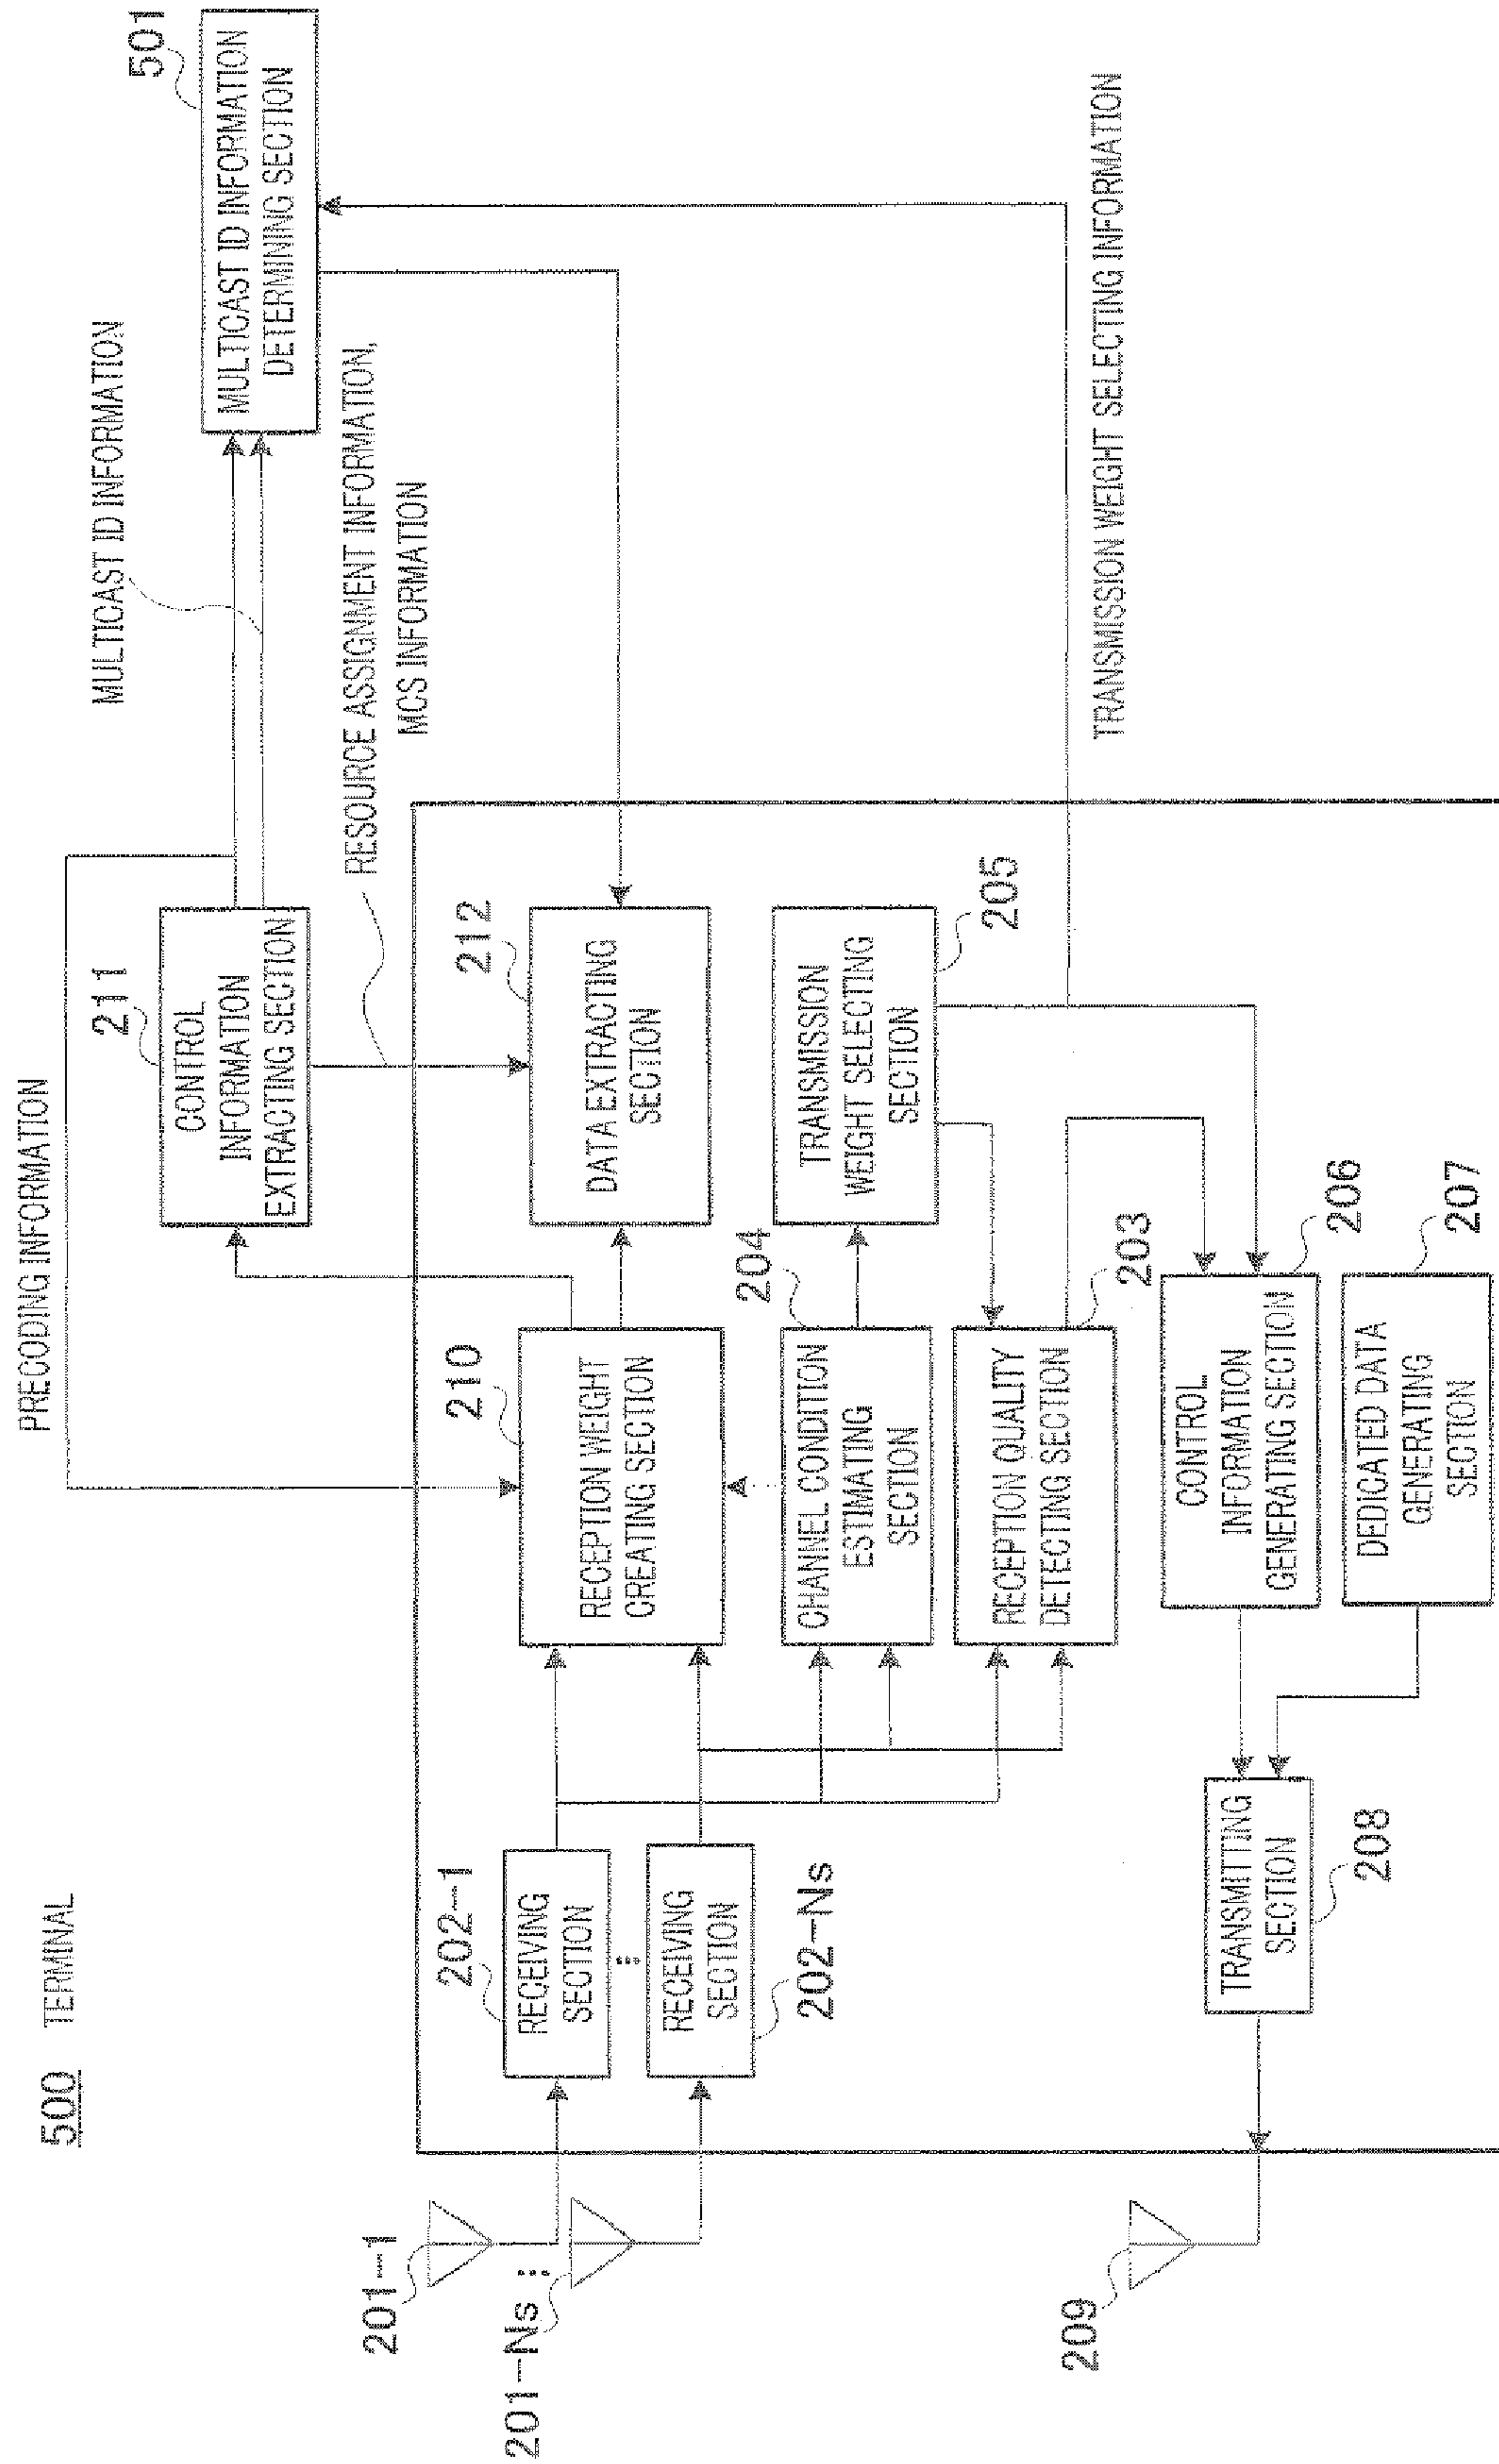 500 TERMINAL
PRECODING INFORMATION
211
CONTROL
INFORMATION
EXTRACTING SECTION
MULTICAST ID INFORMATION
501
MULTICAST ID INFORMATION
DETERMINING SECTION
RESOURCE ASSIGNMENT INFORMATION,
MCS INFORMATION
201-1
201-Ns
202-1
RECEIVING
SECTION
RECEIVING
SECTION
202-Ns
210
RECEPTION WEIGHT
CREATING SECTION
212
DATA EXTRACTING
SECTION
204
CHANNEL CONDITION
ESTIMATING
SECTION
TRANSMISSION
WEIGHT SELECTING
SECTION
205
RECEPTION QUALITY
DETECTING SECTION
203
TRANSMISSION WEIGHT SELECTING INFORMATION
CONTROL
INFORMATION
GENERATING SECTION
206
DEDICATED DATA
GENERATING
SECTION
207
TRANSMITTING
SECTION
208
209